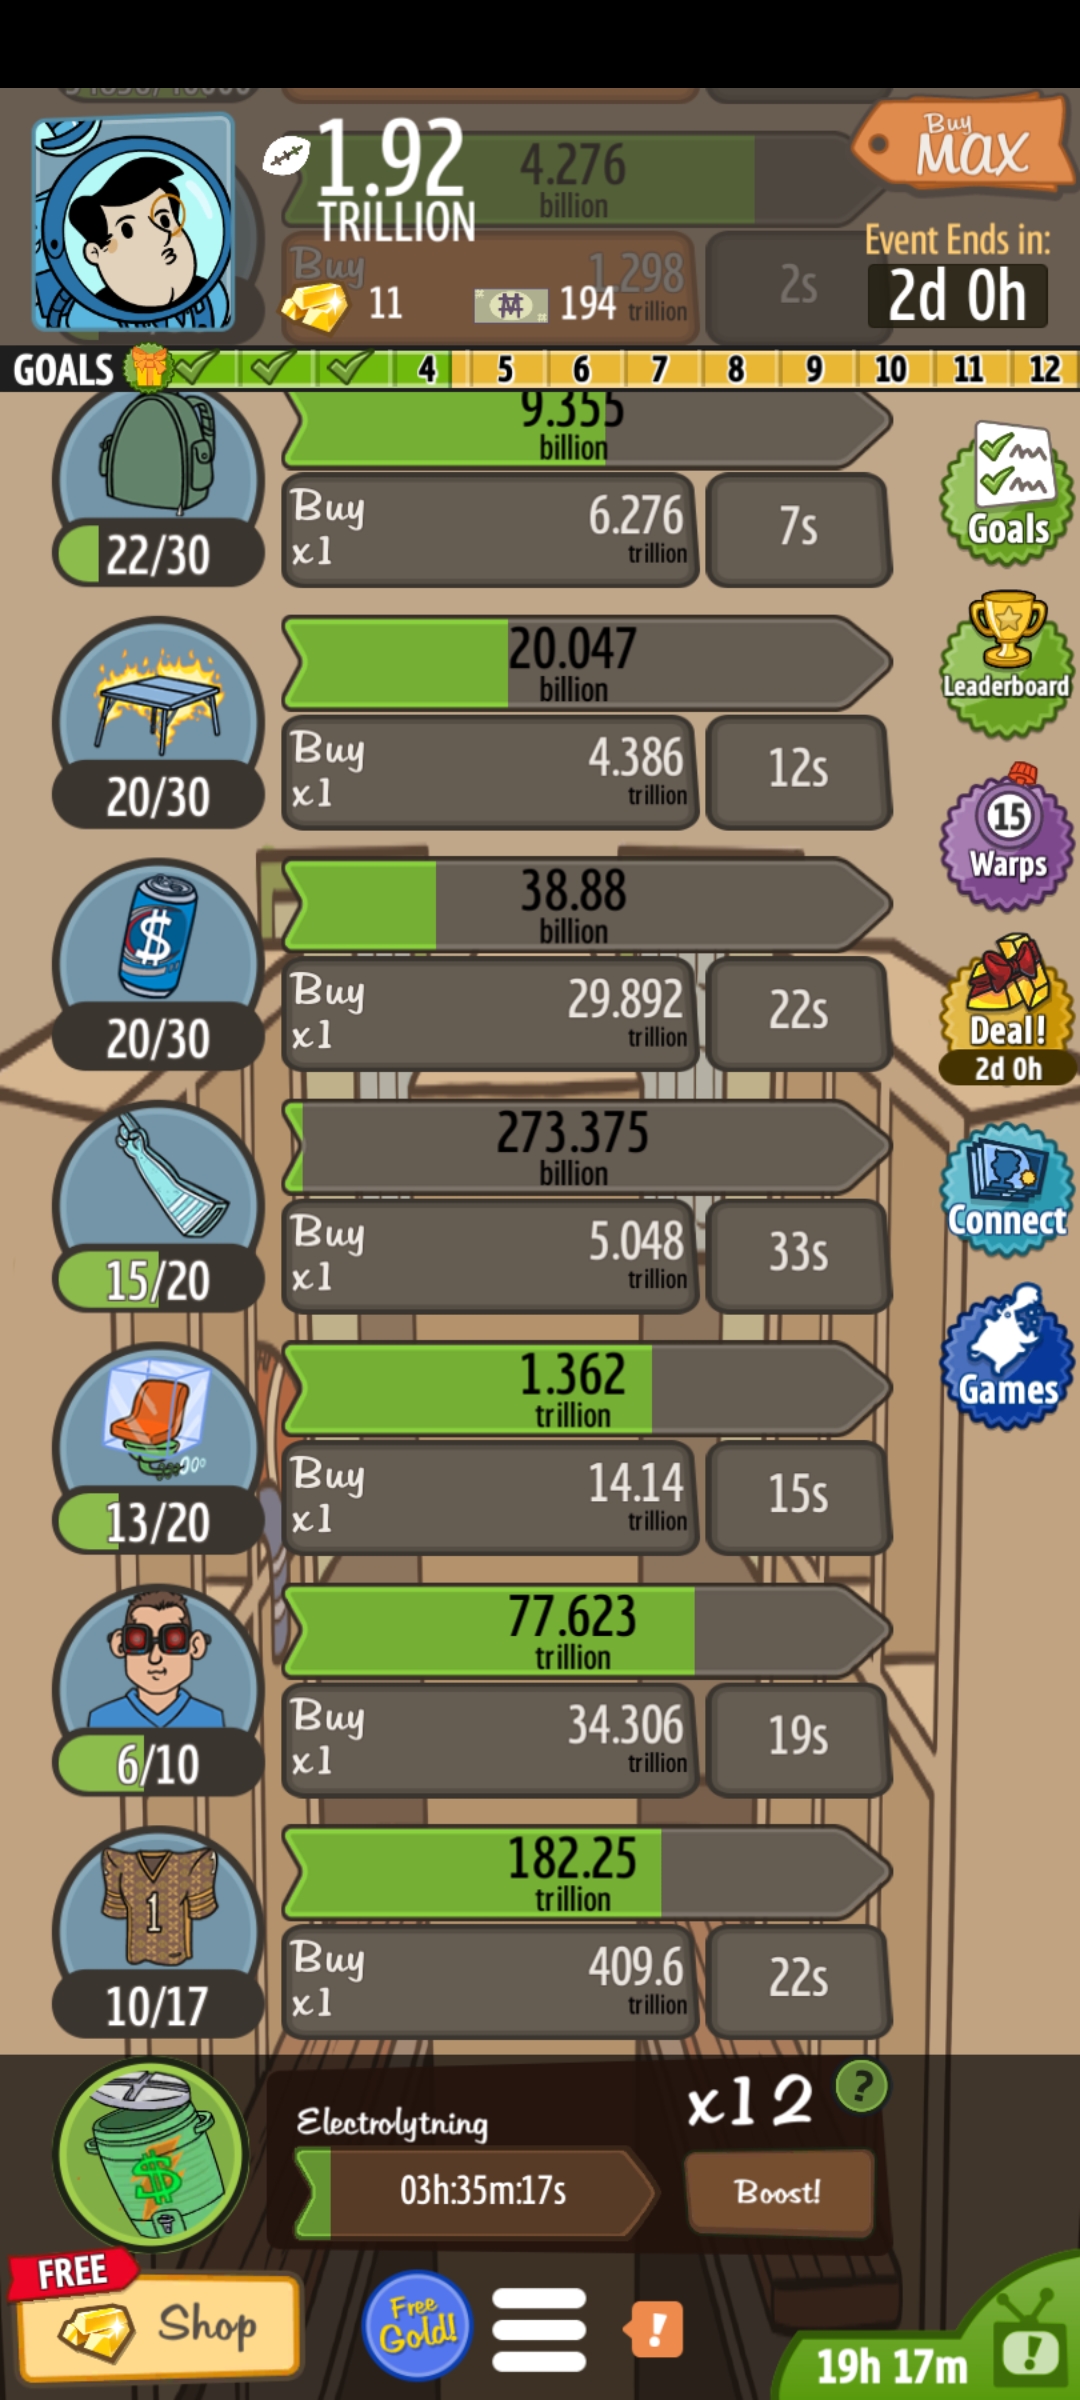 1.92
TRILLION
4.276
billion
Buy
MAX
Buy
1.298
trillion
2s
11
194
Event Ends in:
2d 0h
GOALS
4
5
6
7
8
9
10
11
12
9.355
billion
22/30
Buy
x1
6.276
trillion
7s
Goals
20.047
billion
20/30
Buy
x1
4.386
trillion
12s
Leaderboard
15
Warps
38.88
billion
20/30
Buy
x1
29.892
trillion
22s
Deal!
2d 0h
273.375
billion
15/20
Buy
x1
5.048
trillion
33s
Connect
1.362
trillion
13/20
Buy
x1
14.14
trillion
15s
Games
77.623
trillion
6/10
Buy
x1
34.306
trillion
19s
182.25
trillion
1
10/17
Buy
x1
409.6
trillion
22s
Electrolytning
03h:35m:17s
x12
?
Boost!
FREE
Shop
Free
Gold!
!
19h 17m
!